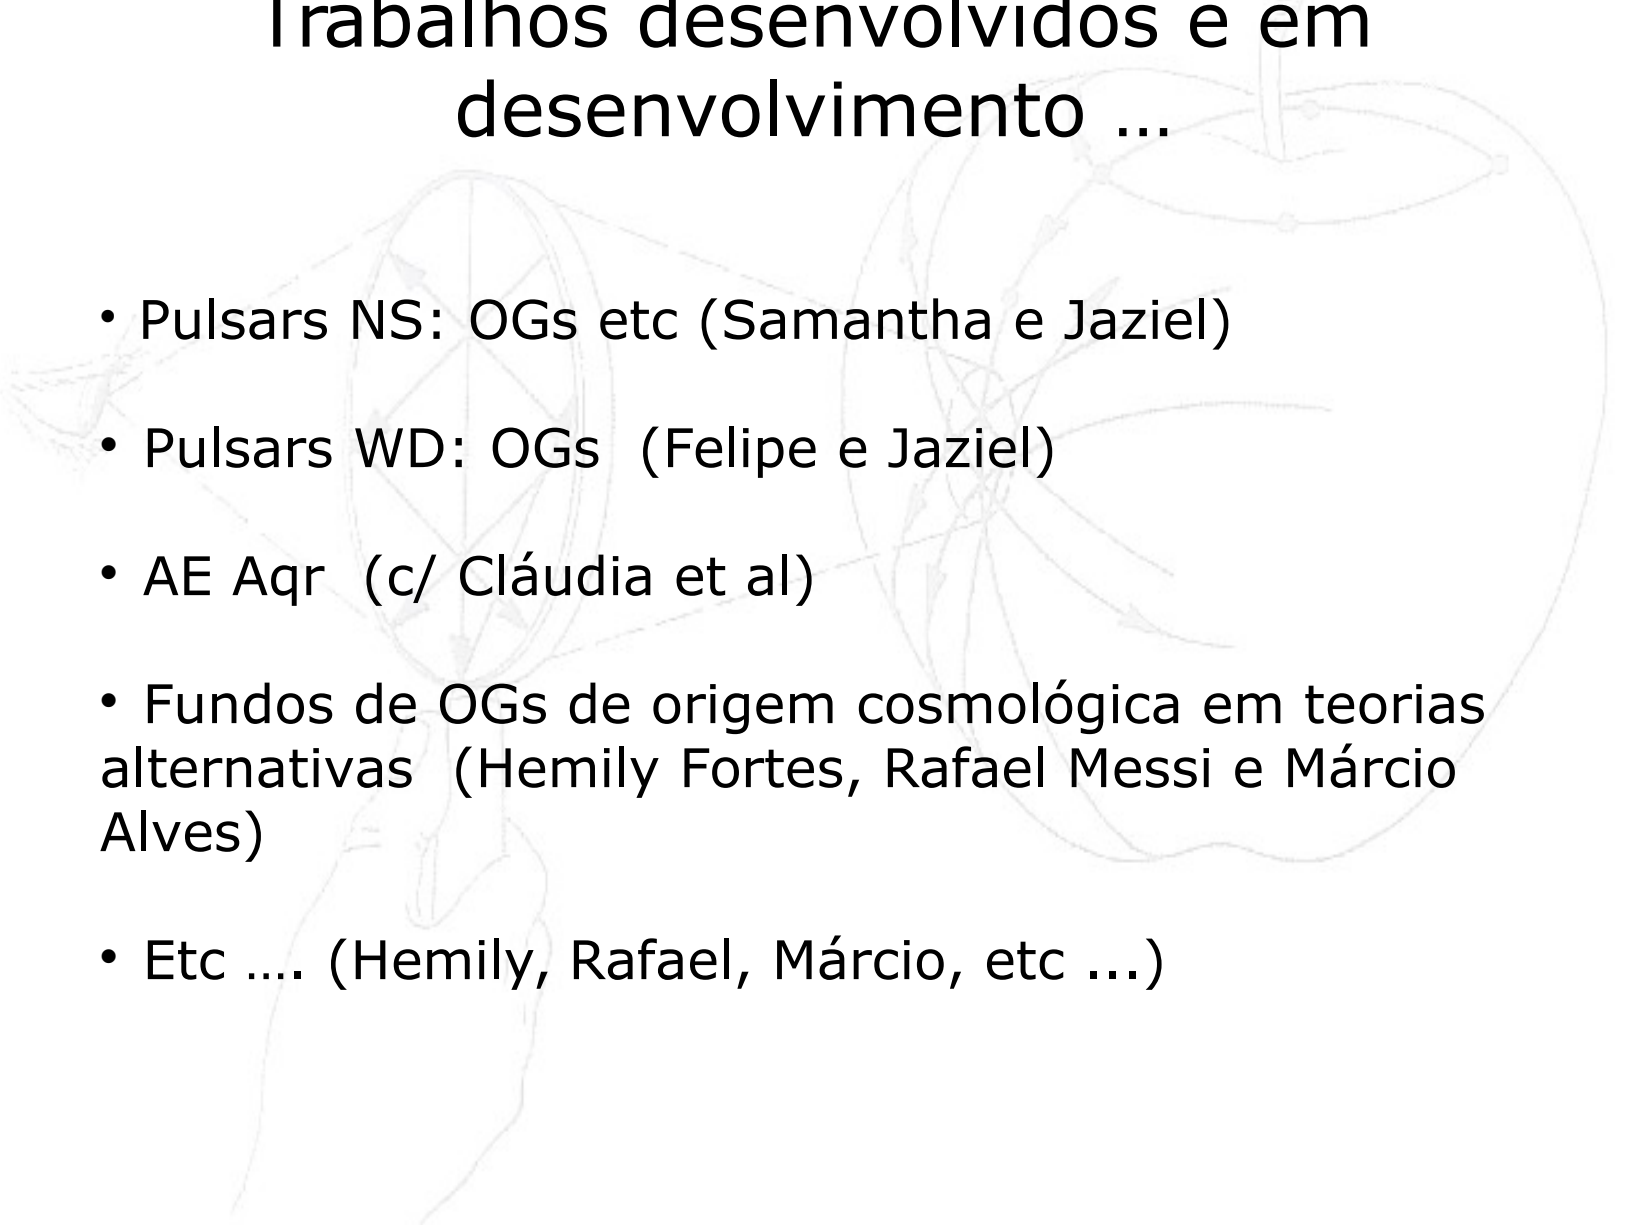 Trabalhos desenvolvidos e em
desenvolvimento …
• Pulsars NS: OGs etc (Samantha e Jaziel)
• Pulsars WD: OGs (Felipe e Jaziel)
• AE Aqr (c/ Cláudia et al)
• Fundos de OGs de origem cosmológica em teorias
alternativas (Hemily Fortes, Rafael Messi e Márcio
Alves)
• Etc …. (Hemily, Rafael, Márcio, etc ...)